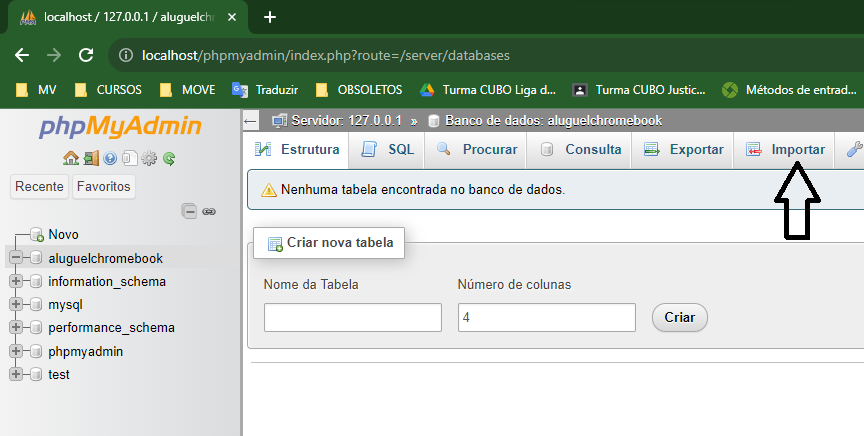 localhost / 127.0.0.1 / aluguelchr
localhost/phpmyadmin/index.php?route=/server/databases
MV
CURSOS
MOVE
Traduzir
OBSOLETOS
Turma CUBO Liga d...
Turma CUBO Justic...
Métodos de entrad...
phpMyAdmin
Recente
Favoritos
Novo
aluguelchromebook
information_schema
mysql
performance_schema
phpmyadmin
test
Servidor: 127.0.0.1 » Banco de dados: aluguelchromebook
Estrutura
SQL
Procurar
Consulta
Exportar
Importar
Nenhuma tabela encontrada no banco de dados.
Criar nova tabela
Nome da Tabela
Número de colunas
4
Criar